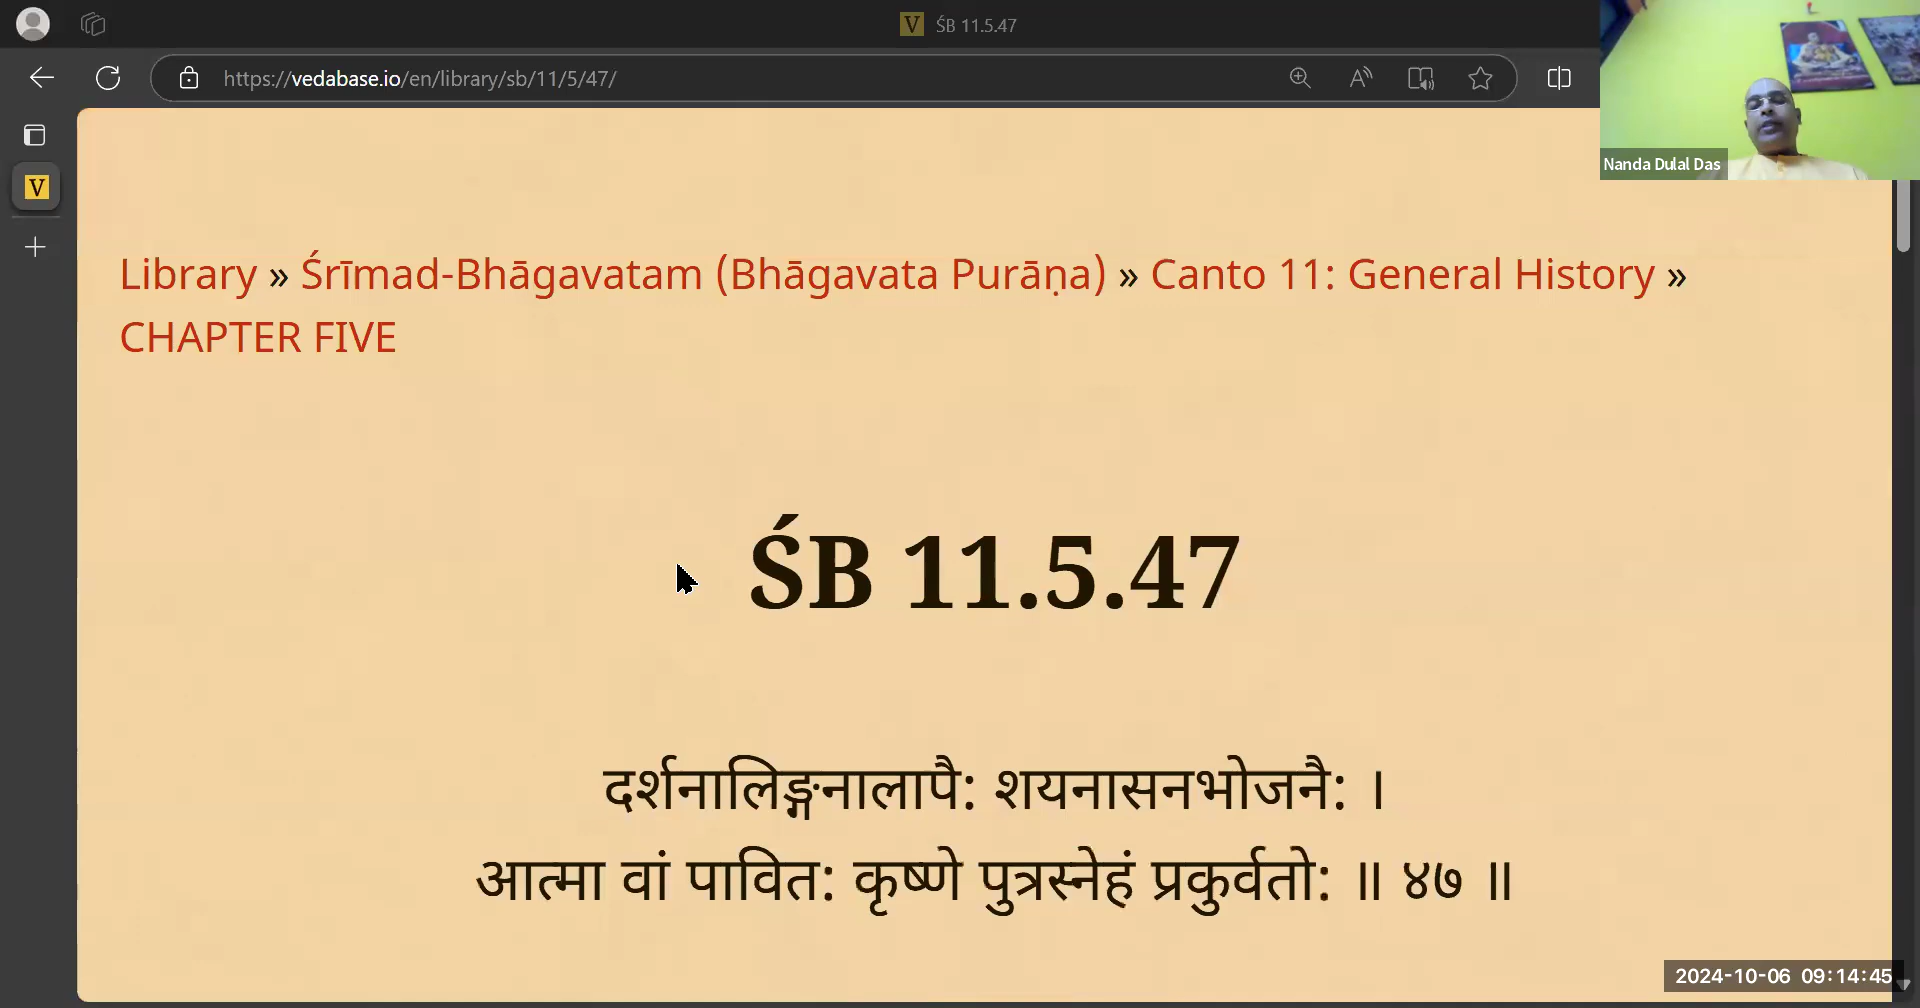 V ŚB 11.5.47
https://vedabase.io/en/library/sb/11/5/47/
V
Nanda Dulal Das
Library » Śrīmad-Bhāgavatam (Bhāgavata Purāṇa) » Canto 11: General History »
CHAPTER FIVE
ŚB 11.5.47
दर्शनालिङ्गनालापै: शयनासनभोजनै: ।
आत्मा वां पावित: कृष्णे पुत्रस्‍नेहं प्रकुर्वतो: ॥ ४७ ॥
2024-10-06 09:14:45